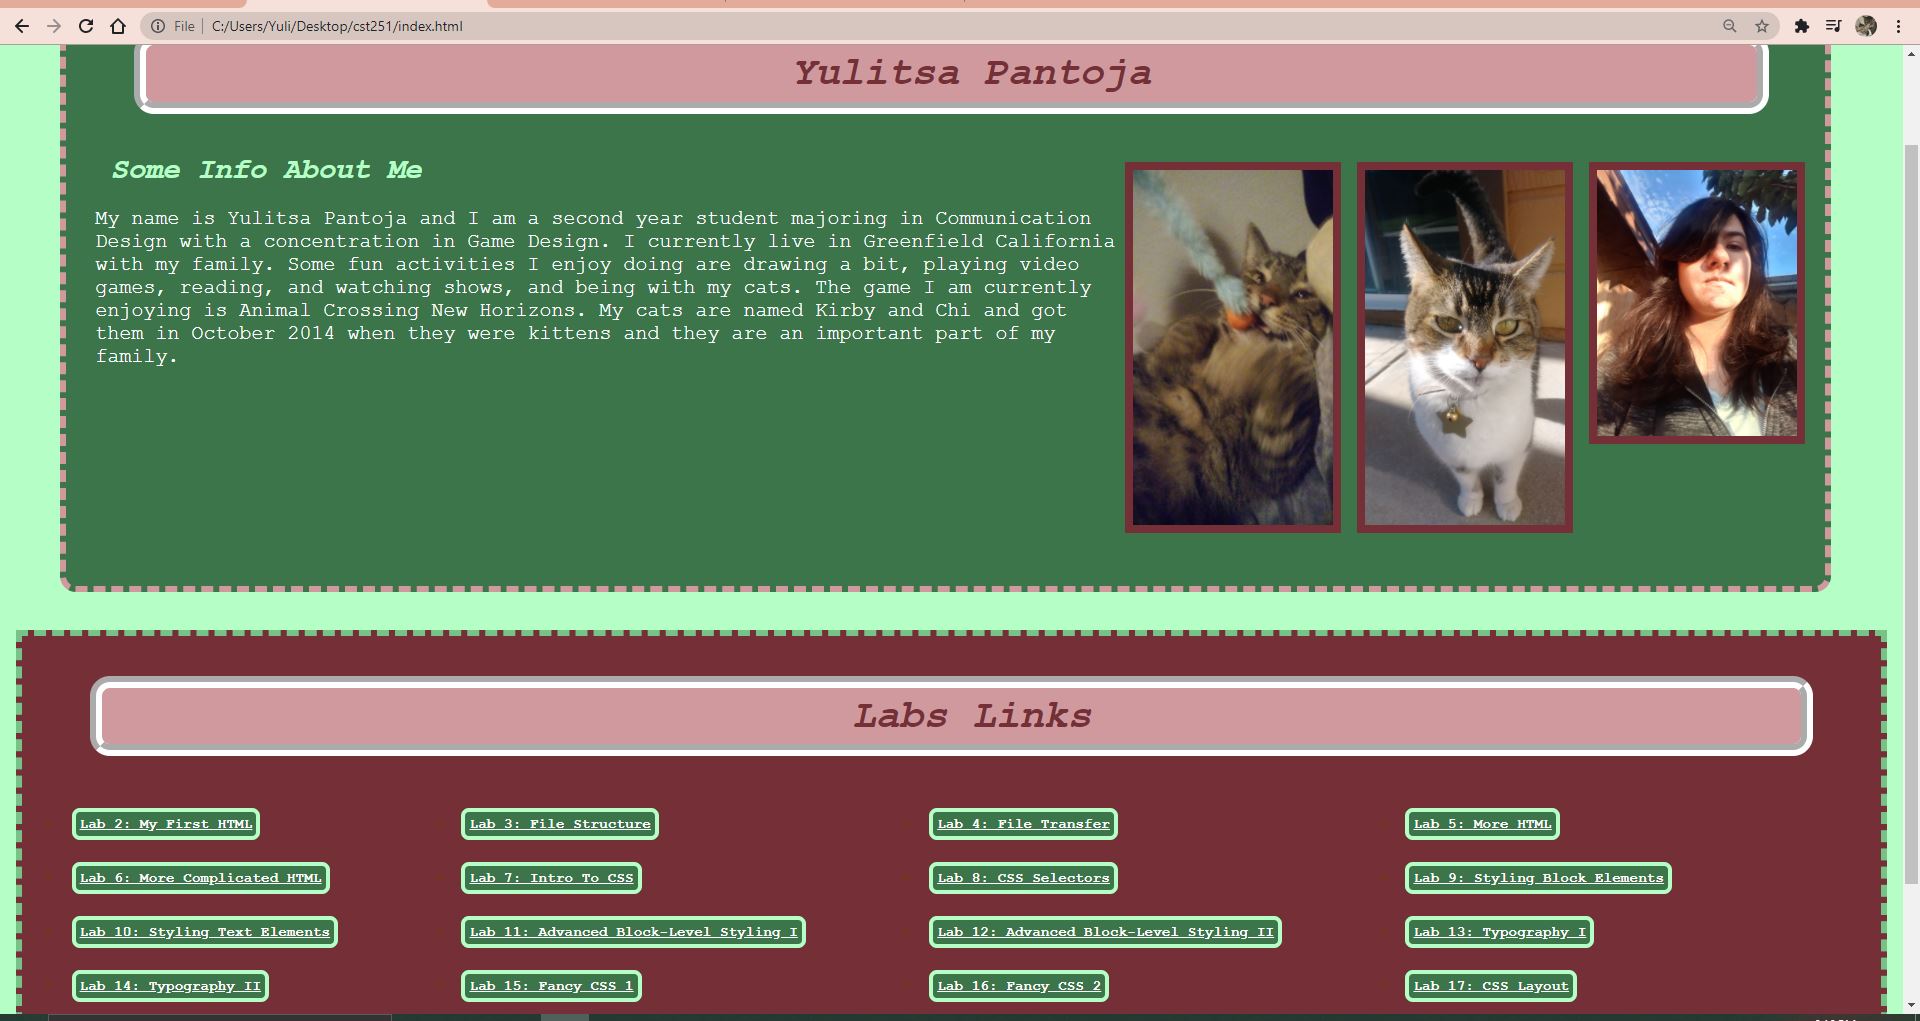 File
C:/Users/Yuli/Desktop/cst251/index.html
Yulitsa Pantoja
Some Info About Me
My name is Yulitsa Pantoja and I am a second year student majoring in Communication
Design with a concentration in Game Design. I currently live in Greenfield California
with my family. Some fun activities I enjoy doing are drawing a bit, playing video
games, reading, and watching shows, and being with my cats. The game I am currently
enjoying is Animal Crossing New Horizons. My cats are named Kirby and Chi and got
them in October 2014 when they were kittens and they are an important part of my
family.
Labs Links
Lab 2: My First HTML
Lab 3: File Structure
Lab 4: File Transfer
Lab 5: More HTML
Lab 6: More Complicated HTML
Lab 7: Intro To CSS
Lab 8: CSS Selectors
Lab 9: Styling Block Elements
Lab 10: Styling Text Elements
Lab 11: Advanced Block-Level Styling I
Lab 12: Advanced Block-Level Styling II
Lab 13: Typography I
Lab 14: Typography II
Lab 15: Fancy CSS 1
Lab 16: Fancy CSS 2
Lab 17: CSS Layout